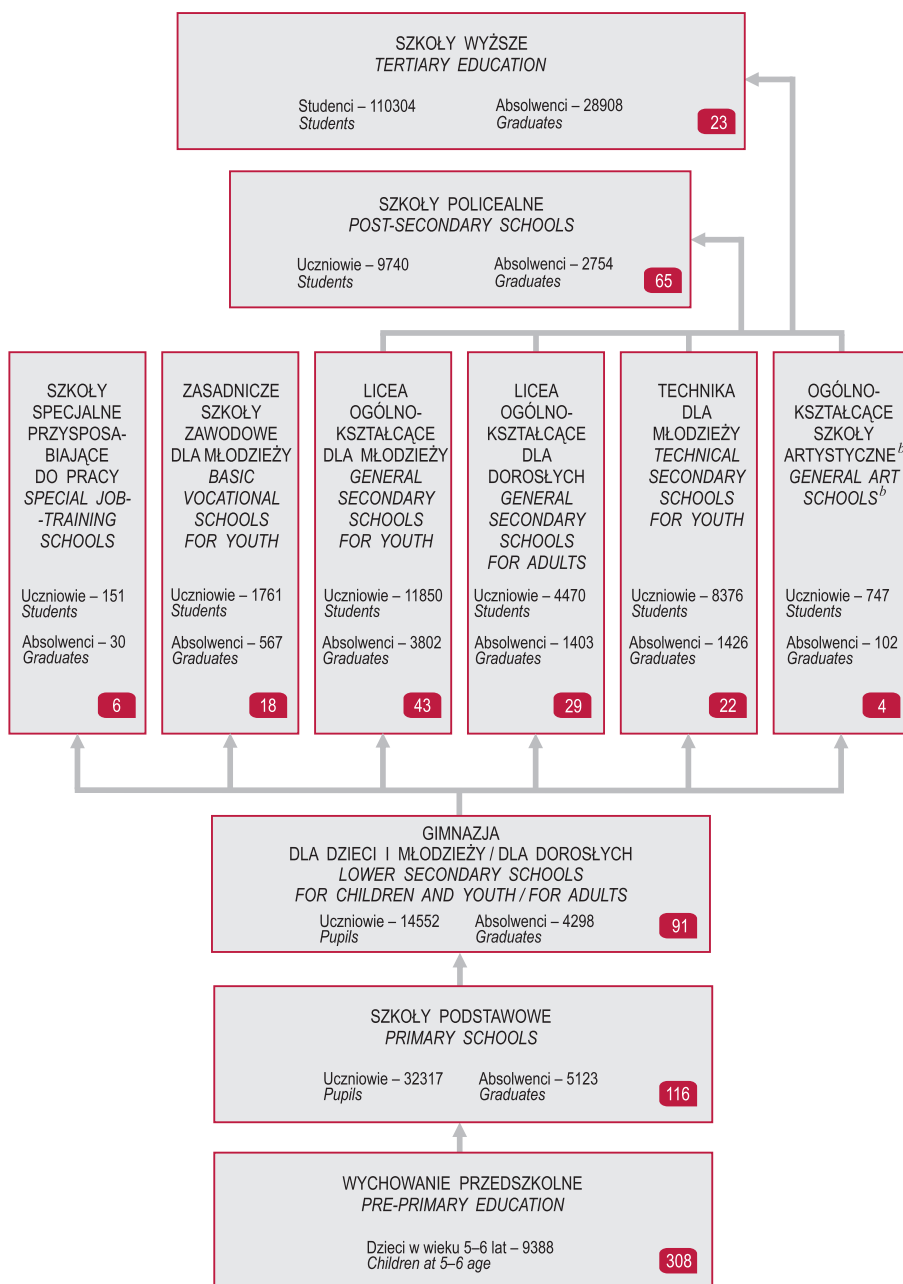 SZKOŁY WYŻSZE
TERTIARY EDUCATION
Studenci – 110304
Students
Absolwenci – 28908
Graduates
23
SZKOŁY POLICEALNE
POST-SECONDARY SCHOOLS
Uczniowie – 9740
Students
Absolwenci – 2754
Graduates
65
SZKOŁY
SPECJALNE
PRZYSPOSA-
BIAJĄCE
DO PRACY
SPECIAL JOB-
-TRAINING
SCHOOLS
Uczniowie – 151
Students
Absolwenci – 30
Graduates
6
ZASADNICZE
SZKOŁY
ZAWODOWE
DLA MŁODZIEŻY
BASIC
VOCATIONAL
SCHOOLS
FOR YOUTH
Uczniowie – 1761
Students
Absolwenci – 567
Graduates
18
LICEA
OGÓLNO-
KSZTAŁCĄCE
DLA MŁODZIEŻY
GENERAL
SECONDARY
SCHOOLS
FOR YOUTH
Uczniowie – 11850
Students
Absolwenci – 3802
Graduates
43
LICEA
OGÓLNO-
KSZTAŁCĄCE
DLA
DOROSŁYCH
GENERAL
SECONDARY
SCHOOLS
FOR ADULTS
Uczniowie – 4470
Students
Absolwenci – 1403
Graduates
29
TECHNIKA
DLA
MŁODZIEŻY
TECHNICAL
SECONDARY
SCHOOLS
FOR YOUTH
Uczniowie – 8376
Students
Absolwenci – 1426
Graduates
22
OGÓLNO-
KSZTAŁCĄCE
SZKOŁY
ARTYSTYCZNE b
GENERAL ART
SCHOOLS b
Uczniowie – 747
Students
Absolwenci – 102
Graduates
4
GIMNAZJA
DLA DZIECI I MŁODZIEŻY / DLA DOROSŁYCH
LOWER SECONDARY SCHOOLS
FOR CHILDREN AND YOUTH / FOR ADULTS
Uczniowie – 14552
Pupils
Absolwenci – 4298
Graduates
91
SZKOŁY PODSTAWOWE
PRIMARY SCHOOLS
Uczniowie – 32317
Pupils
Absolwenci – 5123
Graduates
116
WYCHOWANIE PRZEDSZKOLNE
PRE-PRIMARY EDUCATION
Dzieci w wieku 5–6 lat – 9388
Children at 5–6 age
308